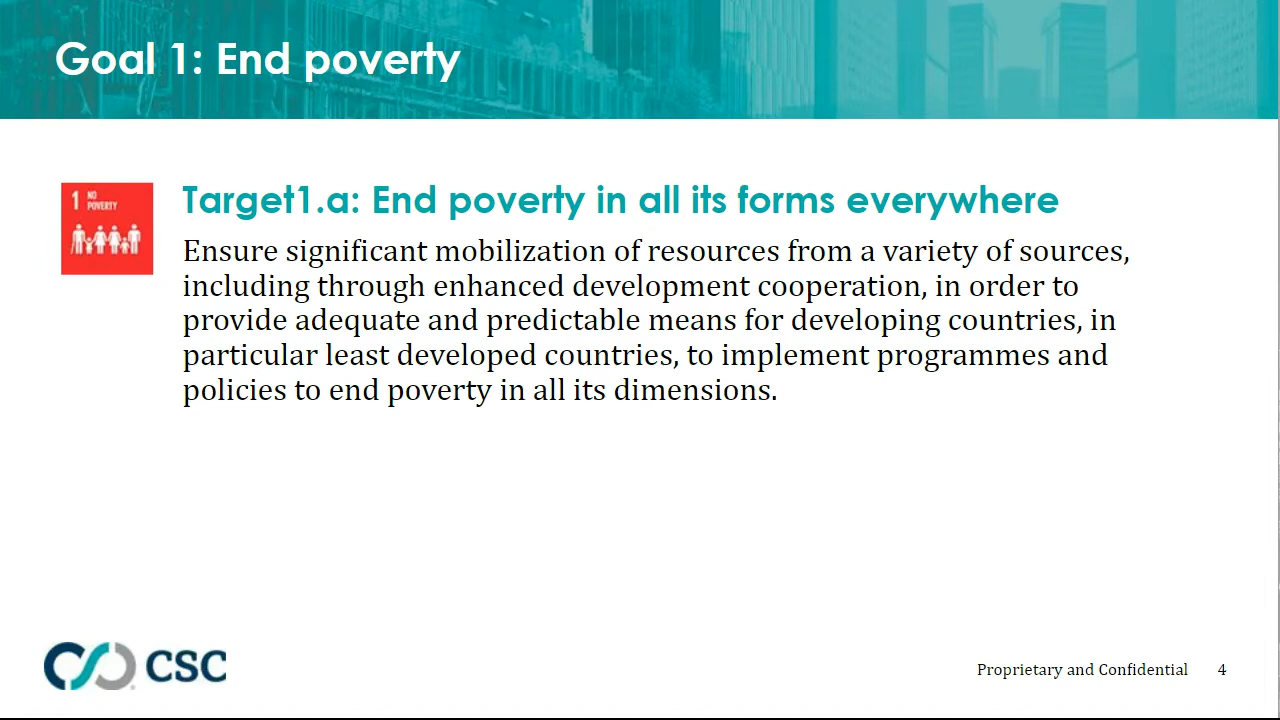 Goal 1: End poverty
1 NO
POVERTY
Target1.a: End poverty in all its forms everywhere
Ensure significant mobilization of resources from a variety of sources,
including through enhanced development cooperation, in order to
provide adequate and predictable means for developing countries, in
particular least developed countries, to implement programmes and
policies to end poverty in all its dimensions.
CSC
Proprietary and Confidential 4